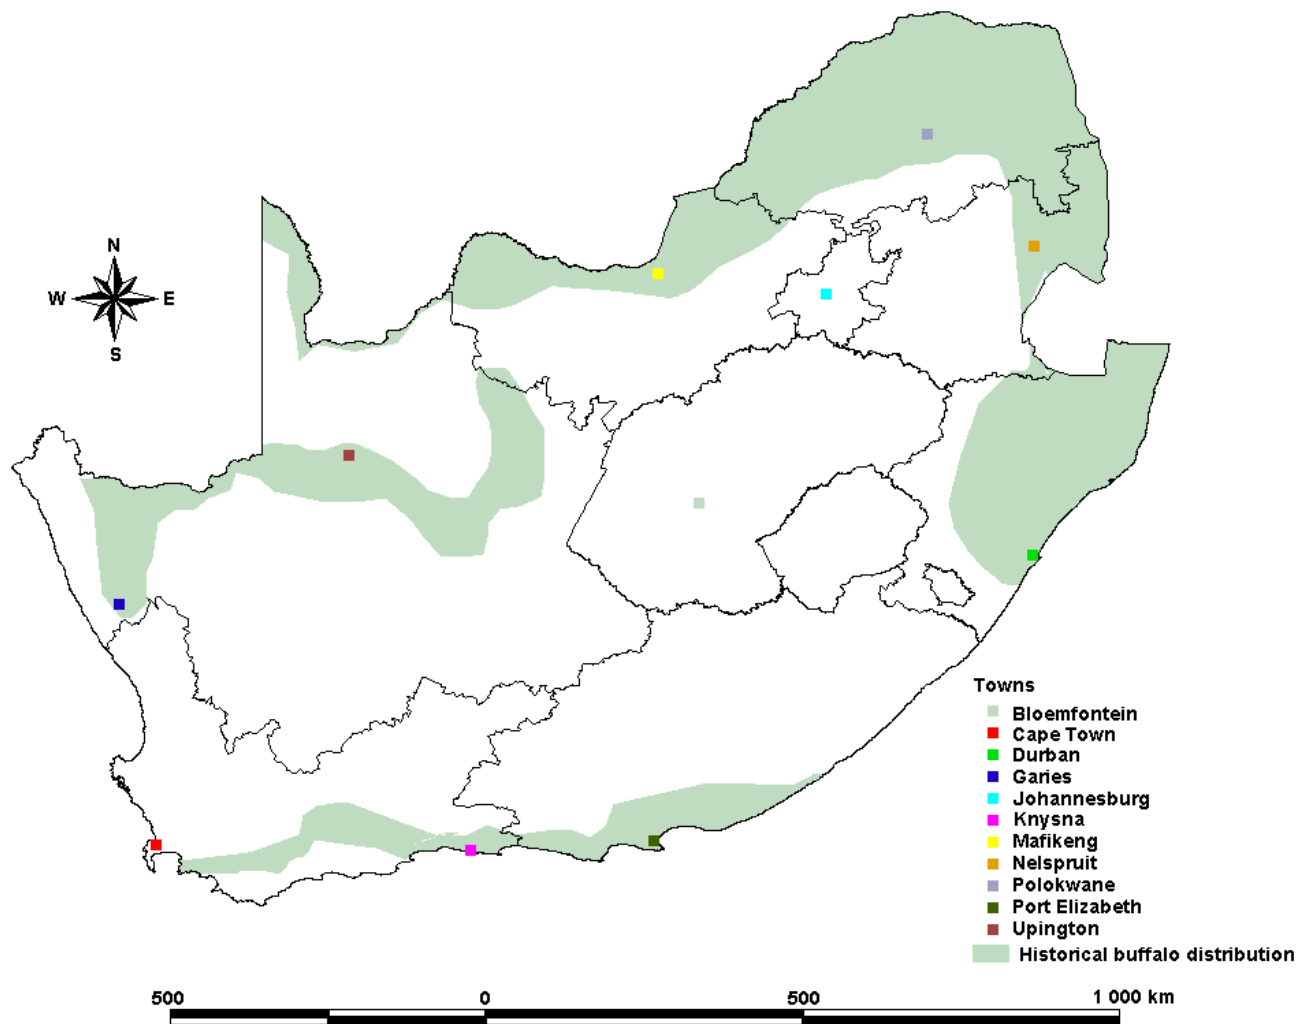 N
W E
S
Towns
Bloemfontein
Cape Town
Durban
Garies
Johannesburg
Knysna
Mafikeng
Nelspruit
Polokwane
Port Elizabeth
Upington
Historical buffalo distribution
500 0 500 1 000 km